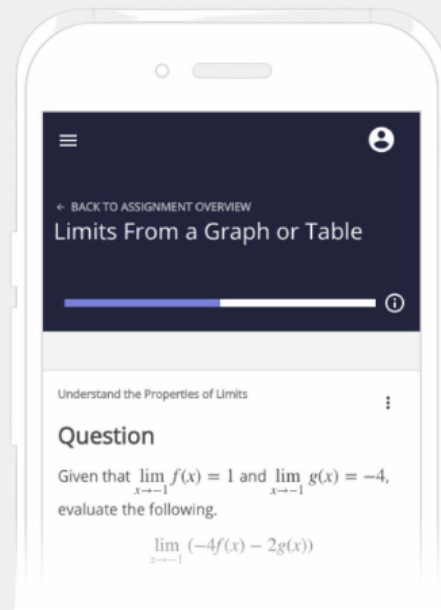 ← BACK TO ASSIGNMENT OVERVIEW
Limits From a Graph or Table
Understand the Properties of Limits
Question
Given that lim x→−1 f(x) = 1 and lim x→−1 g(x) = −4,
evaluate the following.
lim x→−1 (−4f(x) − 2g(x))